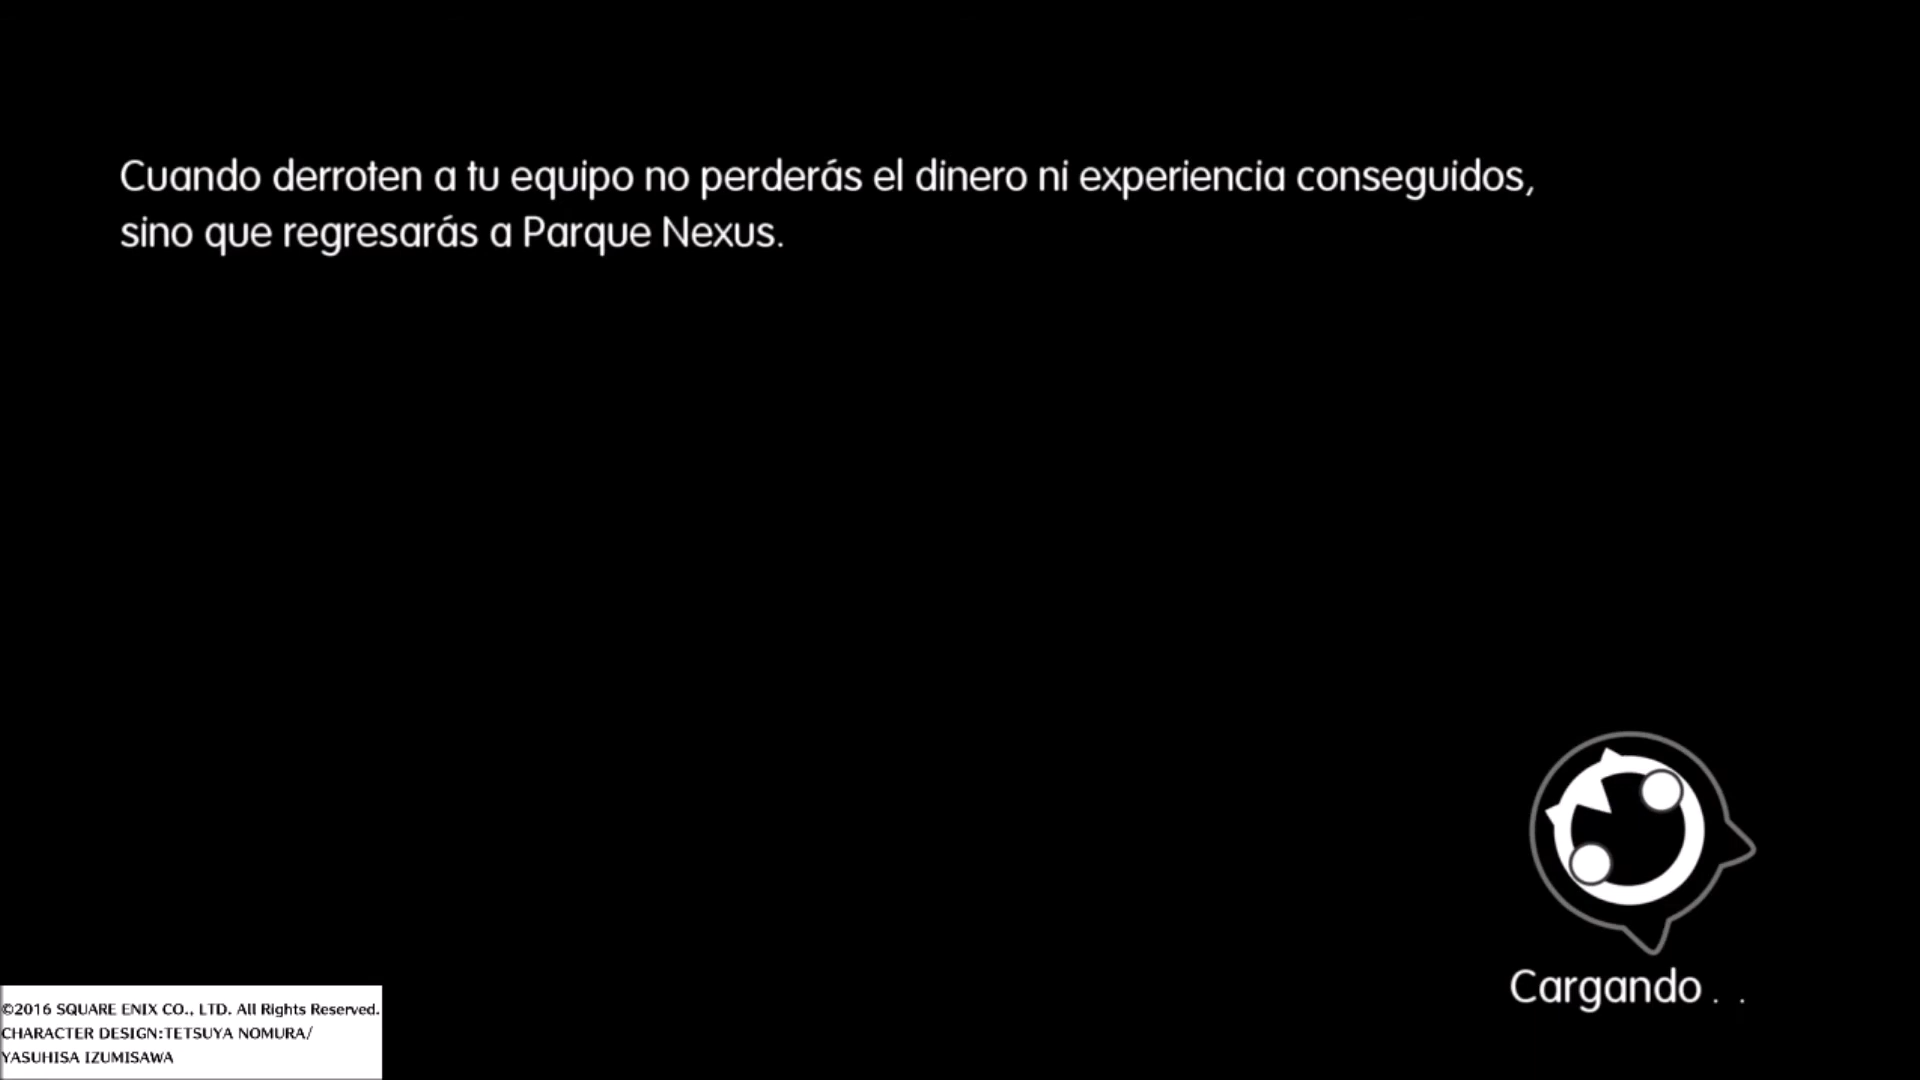 Cuando derroten a tu equipo no perderás el dinero ni experiencia conseguidos,
sino que regresarás a Parque Nexus.
Cargando . .
©2016 SQUARE ENIX CO., LTD. All Rights Reserved.
CHARACTER DESIGN:TETSUYA NOMURA/
YASUHISA IZUMISAWA